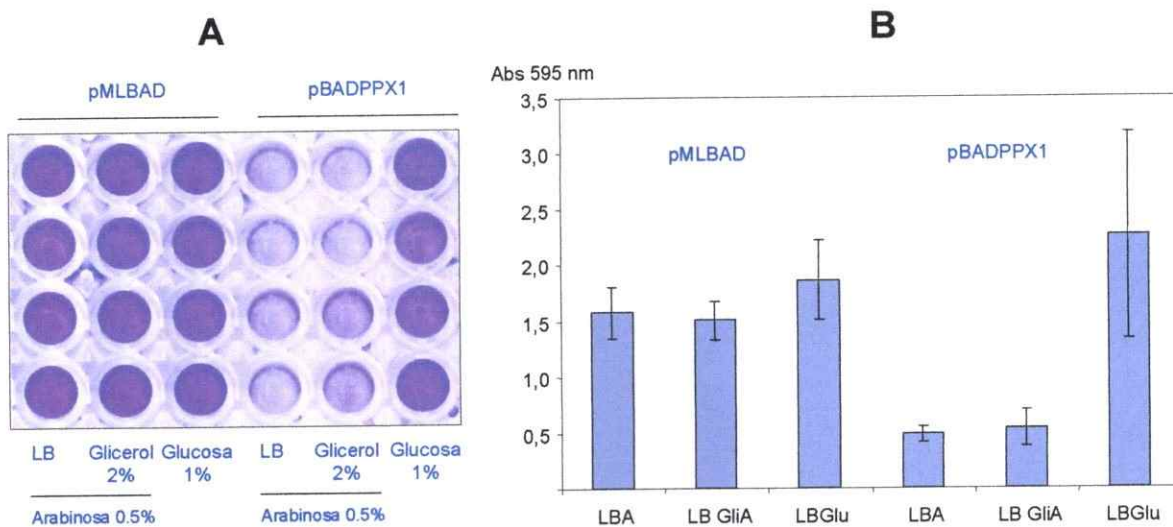 A
pMLBAD pBADPPX1
LB Glicerol 2% Glucosa 1% LB Glicerol 2% Glucosa 1%
Arabinosa 0.5% Arabinosa 0.5%
B
Abs 595 nm
3,5
3,0
2,5
2,0
1,5
1,0
0,5
pMLBAD pBADPPX1
LBA LB GliA LBGlu LBA LB GliA LBGlu